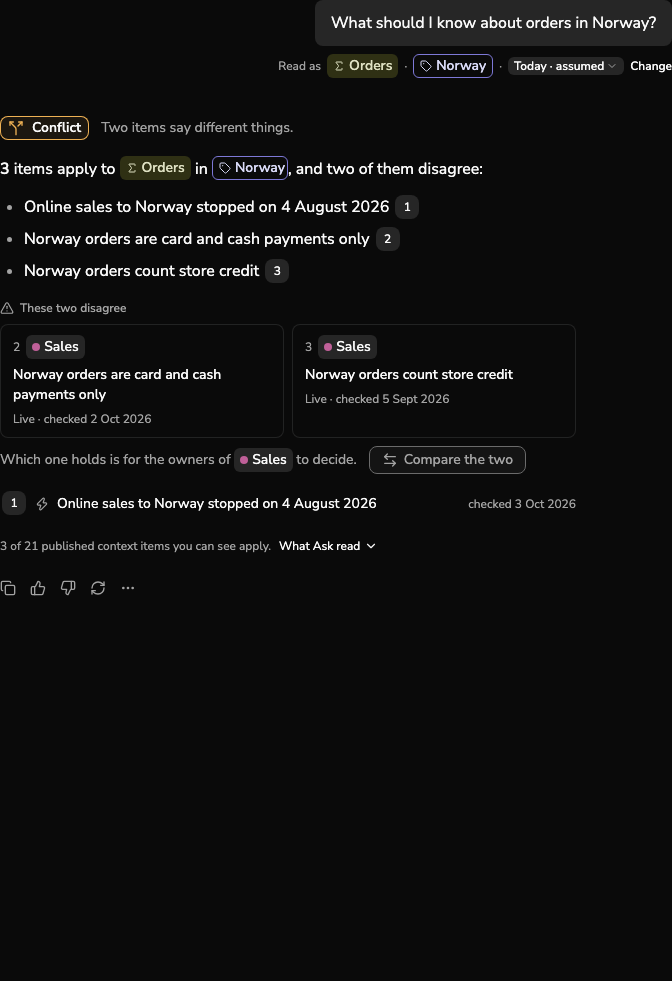 What should I know about orders in Norway?
Read as Σ Orders · Norway · Today · assumed Change
Conflict Two items say different things.
3 items apply to Σ Orders in Norway, and two of them disagree:
• Online sales to Norway stopped on 4 August 2026 1
• Norway orders are card and cash payments only 2
• Norway orders count store credit 3
These two disagree
2 Sales
Norway orders are card and cash
payments only
Live · checked 2 Oct 2026
3 Sales
Norway orders count store credit
Live · checked 5 Sept 2026
Which one holds is for the owners of Sales to decide. Compare the two
1 Online sales to Norway stopped on 4 August 2026 checked 3 Oct 2026
3 of 21 published context items you can see apply. What Ask read